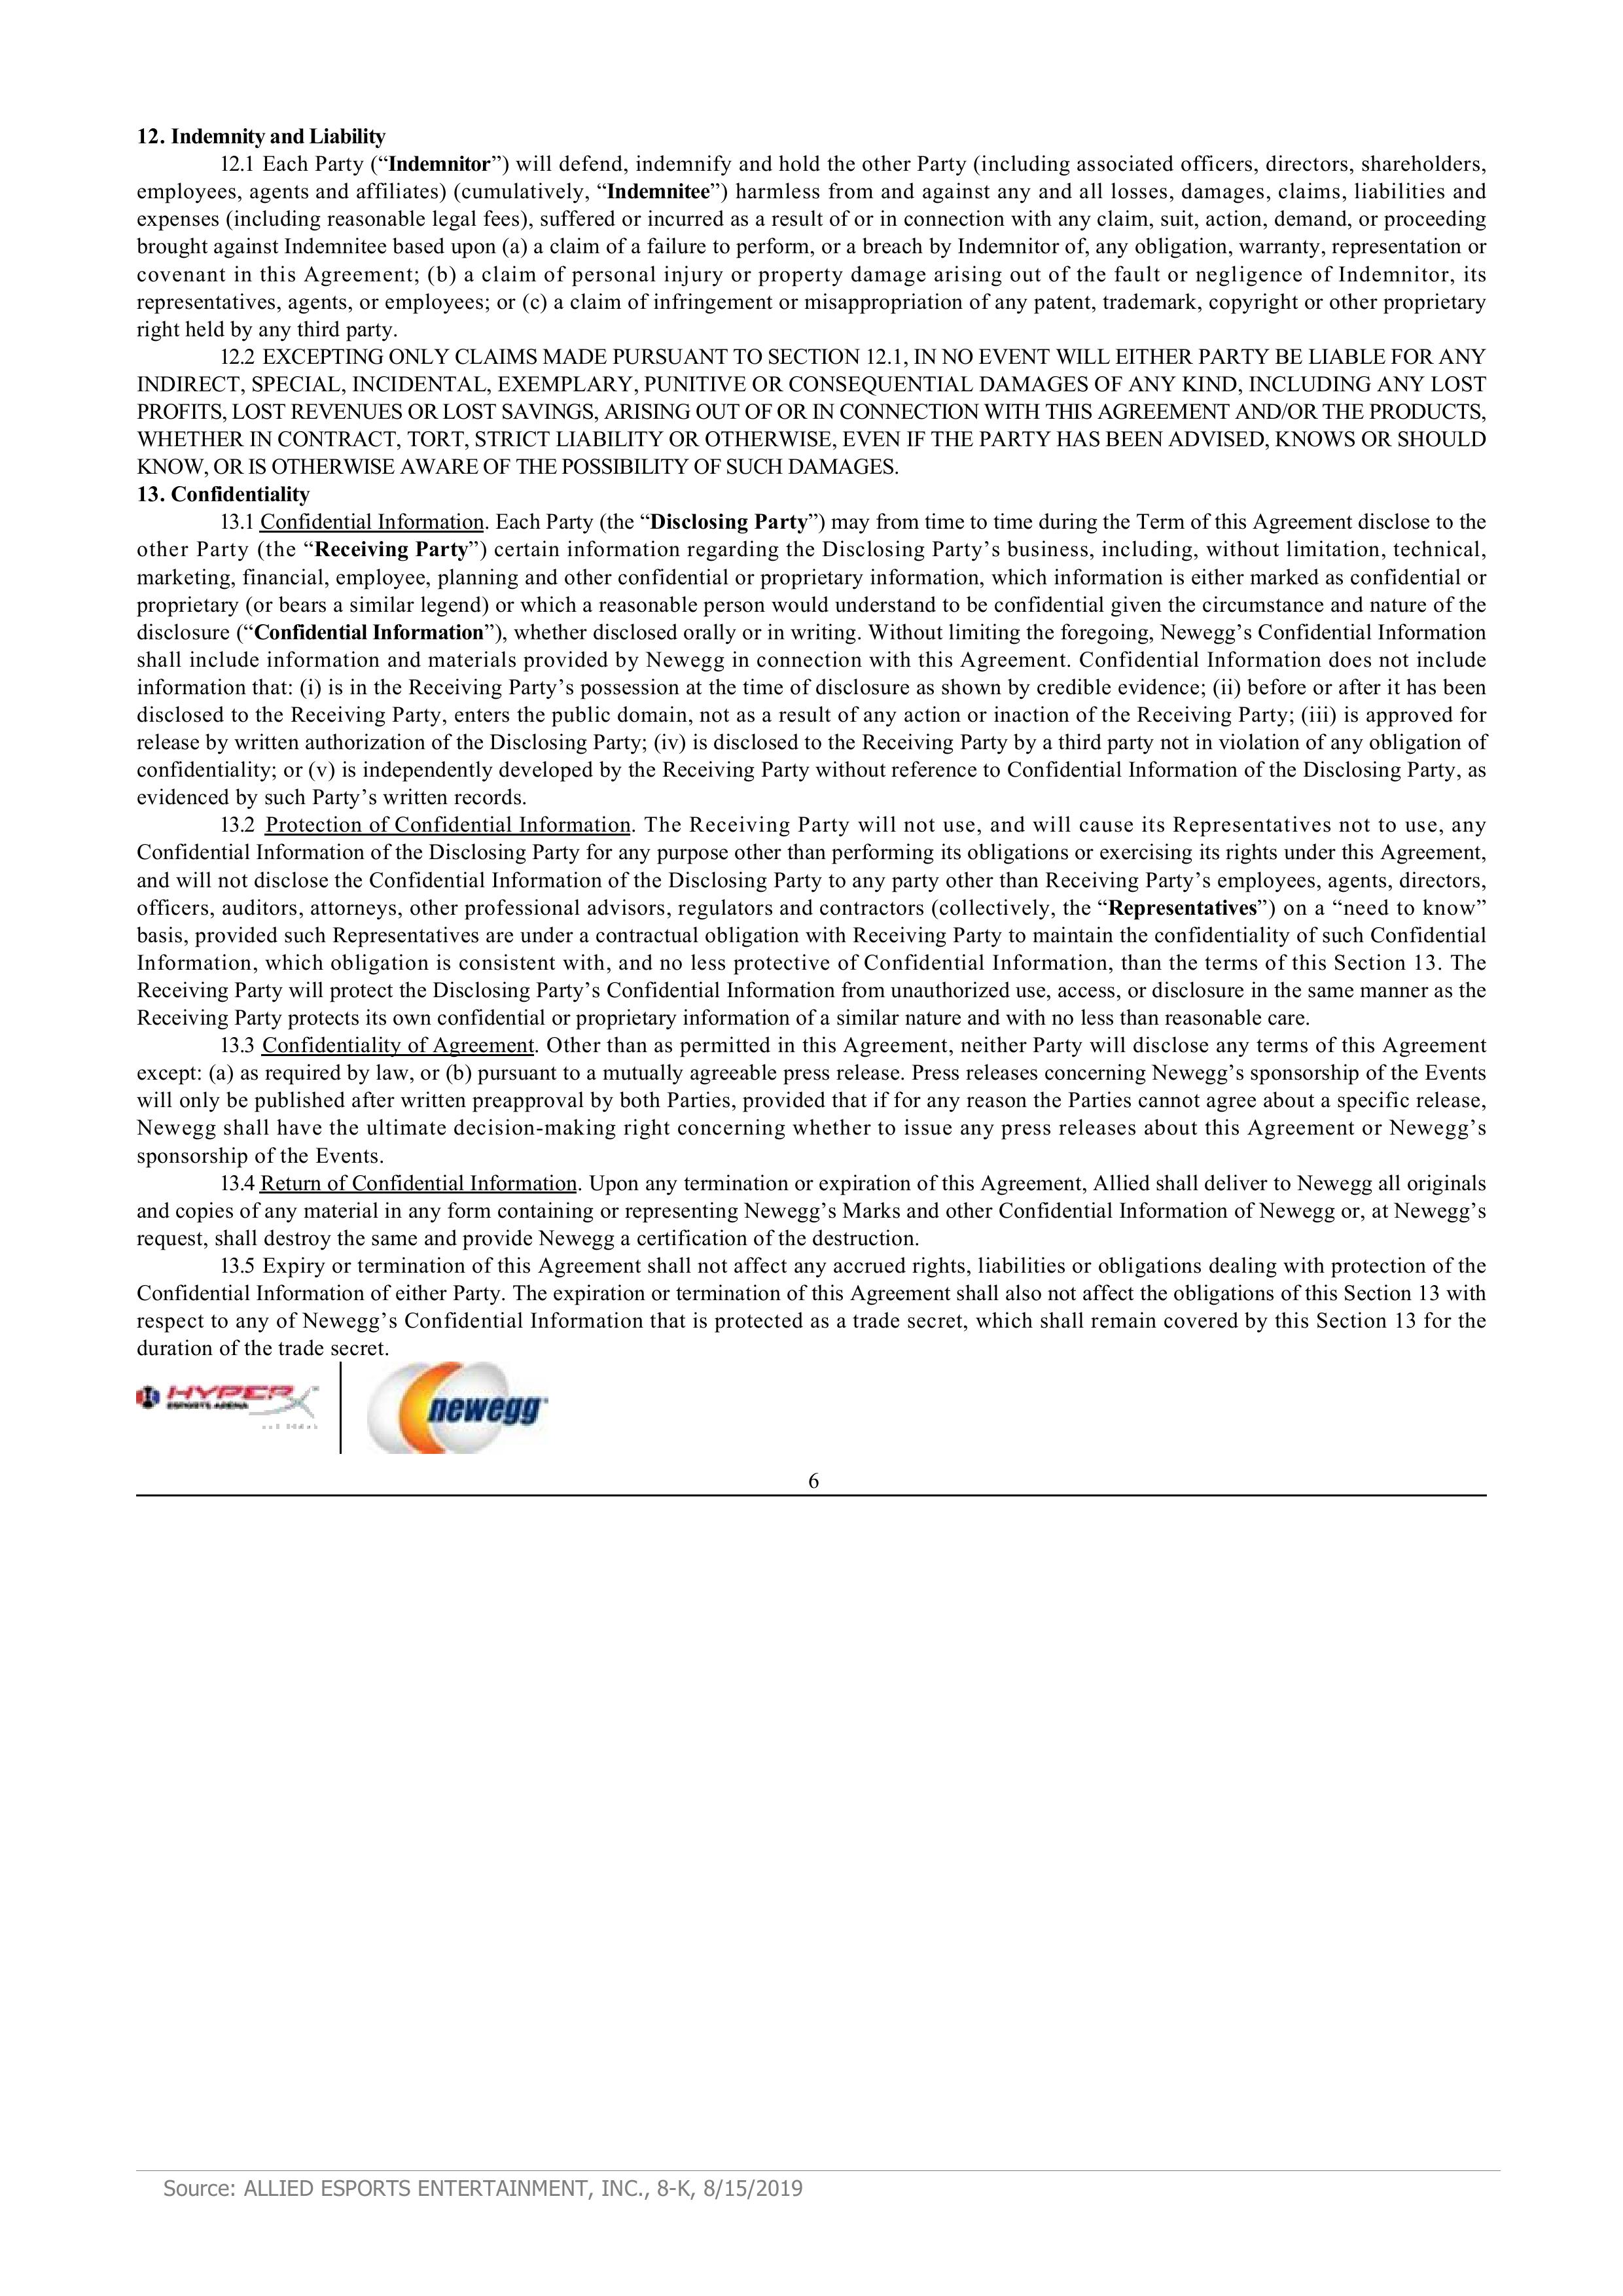 12. Indemnity and Liability
12.1 Each Party (“Indemnitor”) will defend, indemnify and hold the other Party (including associated officers, directors, shareholders,
employees, agents and affiliates) (cumulatively, “Indemnitee”) harmless from and against any and all losses, damages, claims, liabilities and
expenses (including reasonable legal fees), suffered or incurred as a result of or in connection with any claim, suit, action, demand, or proceeding
brought against Indemnitee based upon (a) a claim of a failure to perform, or a breach by Indemnitor of, any obligation, warranty, representation or
covenant in this Agreement; (b) a claim of personal injury or property damage arising out of the fault or negligence of Indemnitor, its
representatives, agents, or employees; or (c) a claim of infringement or misappropriation of any patent, trademark, copyright or other proprietary
right held by any third party.
12.2 EXCEPTING ONLY CLAIMS MADE PURSUANT TO SECTION 12.1, IN NO EVENT WILL EITHER PARTY BE LIABLE FOR ANY
INDIRECT, SPECIAL, INCIDENTAL, EXEMPLARY, PUNITIVE OR CONSEQUENTIAL DAMAGES OF ANY KIND, INCLUDING ANY LOST
PROFITS, LOST REVENUES OR LOST SAVINGS, ARISING OUT OF OR IN CONNECTION WITH THIS AGREEMENT AND/OR THE PRODUCTS,
WHETHER IN CONTRACT, TORT, STRICT LIABILITY OR OTHERWISE, EVEN IF THE PARTY HAS BEEN ADVISED, KNOWS OR SHOULD
KNOW, OR IS OTHERWISE AWARE OF THE POSSIBILITY OF SUCH DAMAGES.
13. Confidentiality
13.1 Confidential Information. Each Party (the “Disclosing Party”) may from time to time during the Term of this Agreement disclose to the
other Party (the “Receiving Party”) certain information regarding the Disclosing Party’s business, including, without limitation, technical,
marketing, financial, employee, planning and other confidential or proprietary information, which information is either marked as confidential or
proprietary (or bears a similar legend) or which a reasonable person would understand to be confidential given the circumstance and nature of the
disclosure (“Confidential Information”), whether disclosed orally or in writing. Without limiting the foregoing, Newegg’s Confidential Information
shall include information and materials provided by Newegg in connection with this Agreement. Confidential Information does not include
information that: (i) is in the Receiving Party’s possession at the time of disclosure as shown by credible evidence; (ii) before or after it has been
disclosed to the Receiving Party, enters the public domain, not as a result of any action or inaction of the Receiving Party; (iii) is approved for
release by written authorization of the Disclosing Party; (iv) is disclosed to the Receiving Party by a third party not in violation of any obligation of
confidentiality; or (v) is independently developed by the Receiving Party without reference to Confidential Information of the Disclosing Party, as
evidenced by such Party’s written records.
13.2 Protection of Confidential Information. The Receiving Party will not use, and will cause its Representatives not to use, any
Confidential Information of the Disclosing Party for any purpose other than performing its obligations or exercising its rights under this Agreement,
and will not disclose the Confidential Information of the Disclosing Party to any party other than Receiving Party’s employees, agents, directors,
officers, auditors, attorneys, other professional advisors, regulators and contractors (collectively, the “Representatives”) on a “need to know”
basis, provided such Representatives are under a contractual obligation with Receiving Party to maintain the confidentiality of such Confidential
Information, which obligation is consistent with, and no less protective of Confidential Information, than the terms of this Section 13. The
Receiving Party will protect the Disclosing Party’s Confidential Information from unauthorized use, access, or disclosure in the same manner as the
Receiving Party protects its own confidential or proprietary information of a similar nature and with no less than reasonable care.
13.3 Confidentiality of Agreement. Other than as permitted in this Agreement, neither Party will disclose any terms of this Agreement
except: (a) as required by law, or (b) pursuant to a mutually agreeable press release. Press releases concerning Newegg’s sponsorship of the Events
will only be published after written preapproval by both Parties, provided that if for any reason the Parties cannot agree about a specific release,
Newegg shall have the ultimate decision-making right concerning whether to issue any press releases about this Agreement or Newegg’s
sponsorship of the Events.
13.4 Return of Confidential Information. Upon any termination or expiration of this Agreement, Allied shall deliver to Newegg all originals
and copies of any material in any form containing or representing Newegg’s Marks and other Confidential Information of Newegg or, at Newegg’s
request, shall destroy the same and provide Newegg a certification of the destruction.
13.5 Expiry or termination of this Agreement shall not affect any accrued rights, liabilities or obligations dealing with protection of the
Confidential Information of either Party. The expiration or termination of this Agreement shall also not affect the obligations of this Section 13 with
respect to any of Newegg’s Confidential Information that is protected as a trade secret, which shall remain covered by this Section 13 for the
duration of the trade secret.
HYPERX
ESPORTS ARENA
newegg
6
Source: ALLIED ESPORTS ENTERTAINMENT, INC., 8-K, 8/15/2019